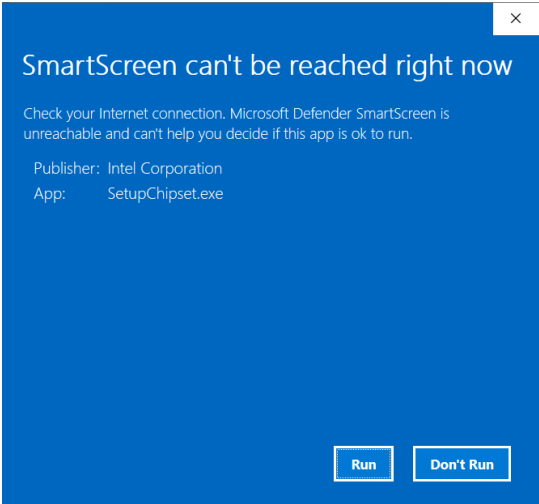 SmartScreen can't be reached right now
Check your Internet connection. Microsoft Defender SmartScreen is
unreachable and can't help you decide if this app is ok to run.
Publisher: Intel Corporation
App: SetupChipset.exe
Run Don't Run